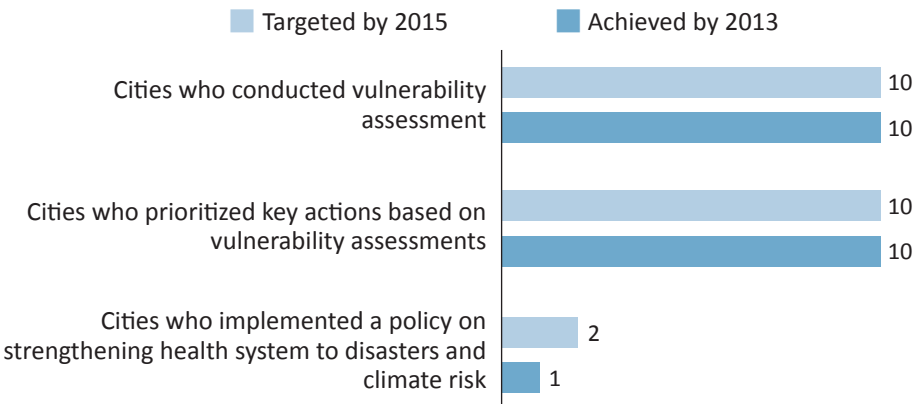 Targeted by 2015 Achieved by 2013
Cities who conducted vulnerability
assessment
10
10
Cities who prioritized key actions based on
vulnerability assessments
10
10
Cities who implemented a policy on
strengthening health system to disasters and
climate risk
2
1